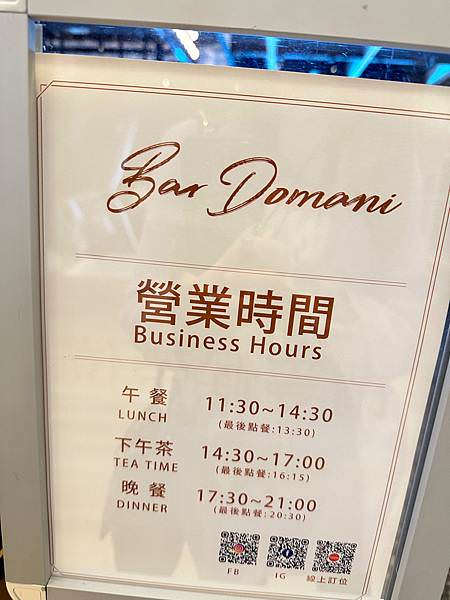 Bar Domani
營業時間
Business Hours
午餐 11:30~14:30
LUNCH (最後點餐:13:30)
下午茶 14:30~17:00
TEA TIME (最後點餐:16:15)
晚餐 17:30~21:00
DINNER (最後點餐:20:30)
FB IG 線上訂位